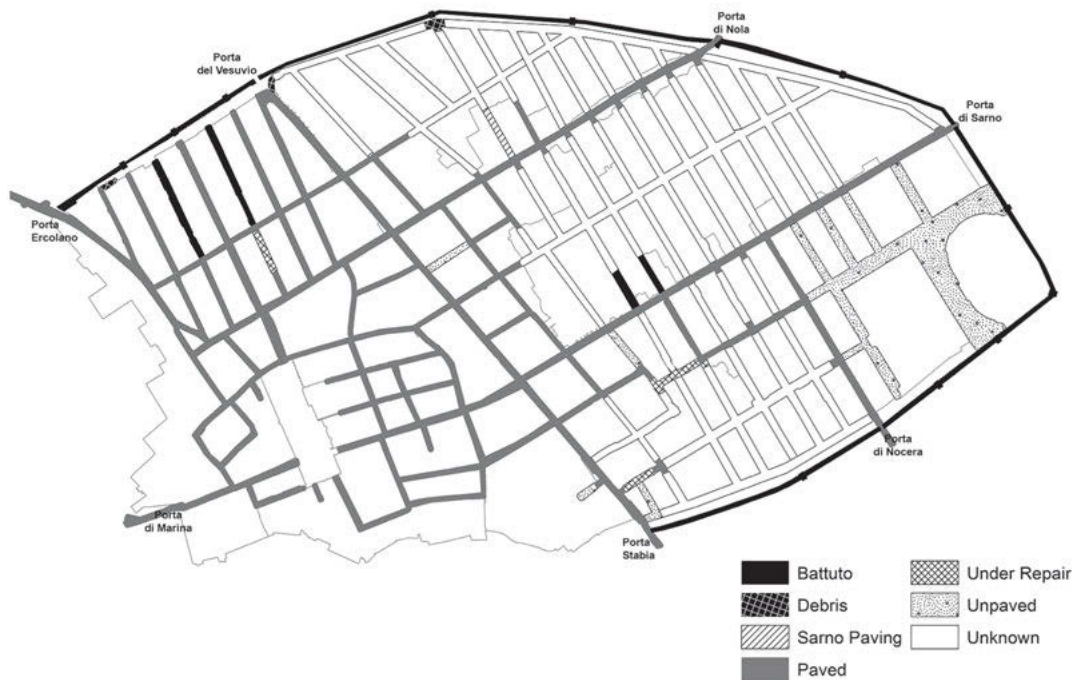 Porta
di Nola
Porta
del Vesuvio
Porta
di Sarno
Porta
Ercolano
Porta
di Nocera
Porta
di Marina
Porta
Stabia
Battuto
Debris
Sarno Paving
Paved
Under Repair
Unpaved
Unknown